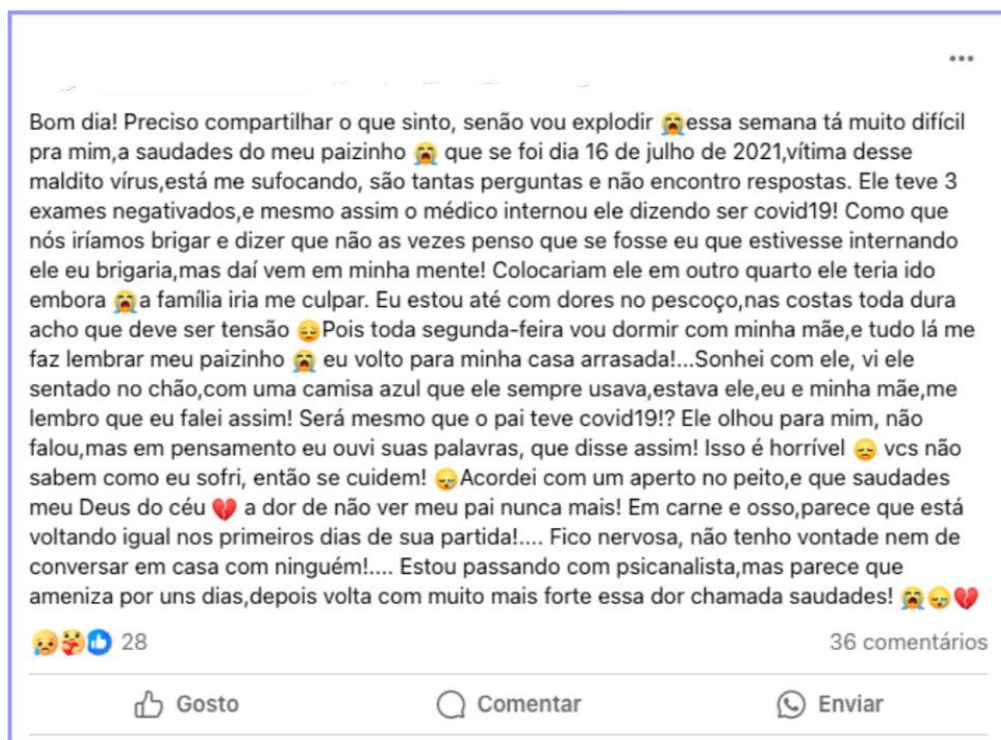 Bom dia! Preciso compartilhar o que sinto, senão vou explodir 😭essa semana tá muito difícil
pra mim,a saudades do meu paizinho 😭 que se foi dia 16 de julho de 2021,vítima desse
maldito vírus,está me sufocando, são tantas perguntas e não encontro respostas. Ele teve 3
exames negativados,e mesmo assim o médico internou ele dizendo ser covid19! Como que
nós iríamos brigar e dizer que não as vezes penso que se fosse eu que estivesse internando
ele eu brigaria,mas daí vem em minha mente! Colocariam ele em outro quarto ele teria ido
embora 😭a família iria me culpar. Eu estou até com dores no pescoço,nas costas toda dura
acho que deve ser tensão 😔Pois toda segunda-feira vou dormir com minha mãe,e tudo lá me
faz lembrar meu paizinho 😭 eu volto para minha casa arrasada!...Sonhei com ele, vi ele
sentado no chão,com uma camisa azul que ele sempre usava,estava ele,eu e minha mãe,me
lembro que eu falei assim! Será mesmo que o pai teve covid19!? Ele olhou para mim, não
falou,mas em pensamento eu ouvi suas palavras, que disse assim! Isso é horrível 😞 vcs não
sabem como eu sofri, então se cuidem! 😪Acordei com um aperto no peito,e que saudades
meu Deus do céu 💔 a dor de não ver meu pai nunca mais! Em carne e osso,parece que está
voltando igual nos primeiros dias de sua partida!.... Fico nervosa, não tenho vontade nem de
conversar em casa com ninguém!.... Estou passando com psicanalista,mas parece que
ameniza por uns dias,depois volta com muito mais forte essa dor chamada saudades! 😭😪💔
28 36 comentários
Gosto Comentar Enviar